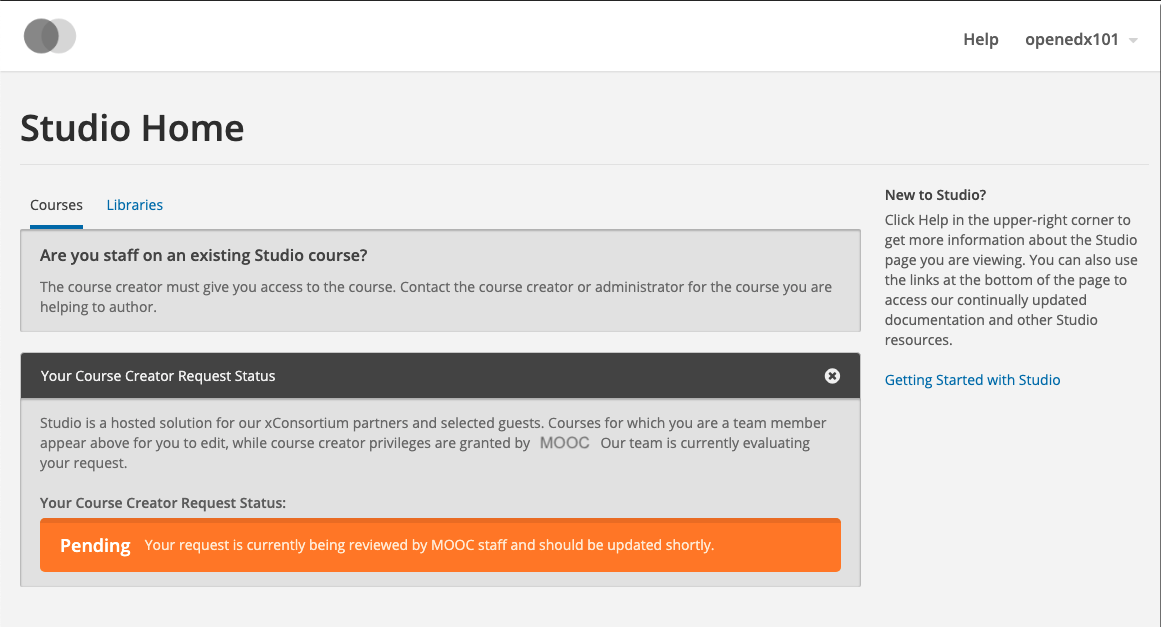 Help
openedx101
Studio Home
Courses
Libraries
Are you staff on an existing Studio course?
The course creator must give you access to the course. Contact the course creator or administrator for the course you are
helping to author.
Your Course Creator Request Status
Studio is a hosted solution for our xConsortium partners and selected guests. Courses for which you are a team member
appear above for you to edit, while course creator privileges are granted by MOOC Our team is currently evaluating
your request.
Your Course Creator Request Status:
Pending Your request is currently being reviewed by MOOC staff and should be updated shortly.
New to Studio?
Click Help in the upper-right corner to
get more information about the Studio
page you are viewing. You can also use
the links at the bottom of the page to
access our continually updated
documentation and other Studio
resources.
Getting Started with Studio